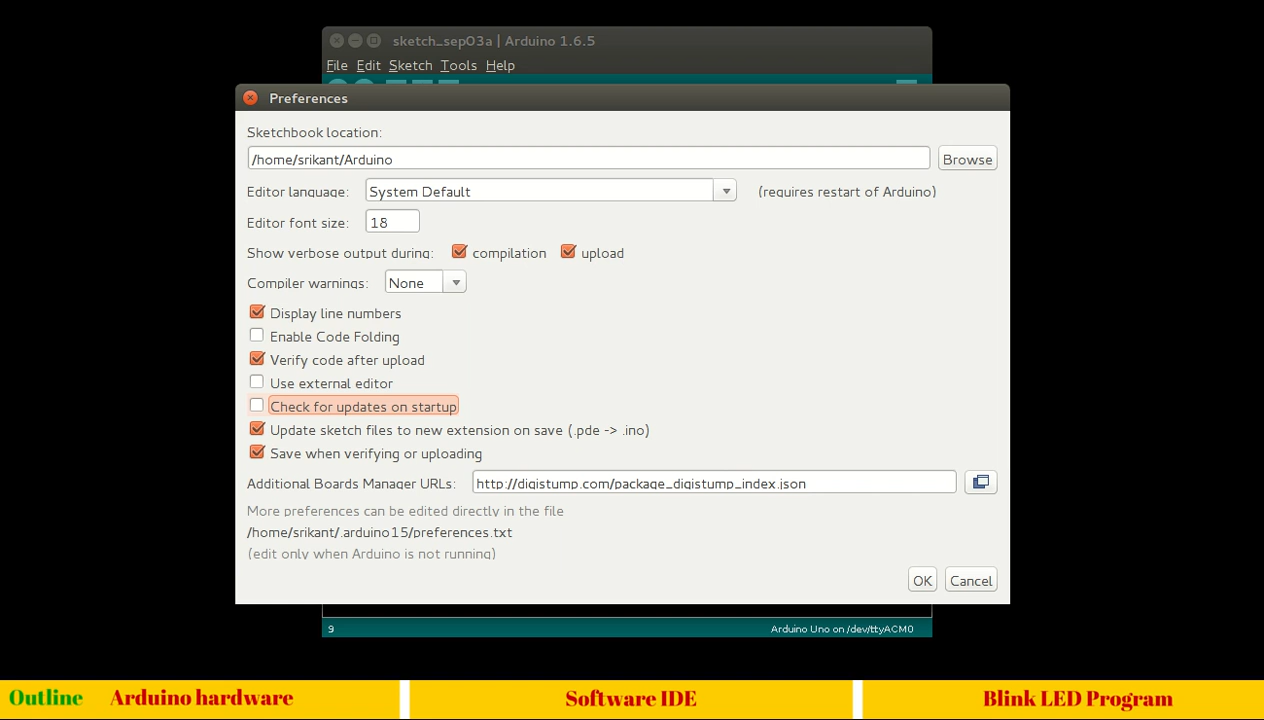 sketch_sep03a | Arduino 1.6.5
File Edit Sketch Tools Help
Preferences
Sketchbook location:
/home/srikant/Arduino Browse
Editor language: System Default (requires restart of Arduino)
Editor font size: 18
Show verbose output during: compilation upload
Compiler warnings: None
Display line numbers
Enable Code Folding
Verify code after upload
Use external editor
Check for updates on startup
Update sketch files to new extension on save (.pde -> .ino)
Save when verifying or uploading
Additional Boards Manager URLs: http://digistump.com/package_digistump_index.json
More preferences can be edited directly in the file
/home/srikant/.arduino15/preferences.txt
(edit only when Arduino is not running)
OK Cancel
9 Arduino Uno on /dev/ttyACM0
Outline Arduino hardware Software IDE Blink LED Program